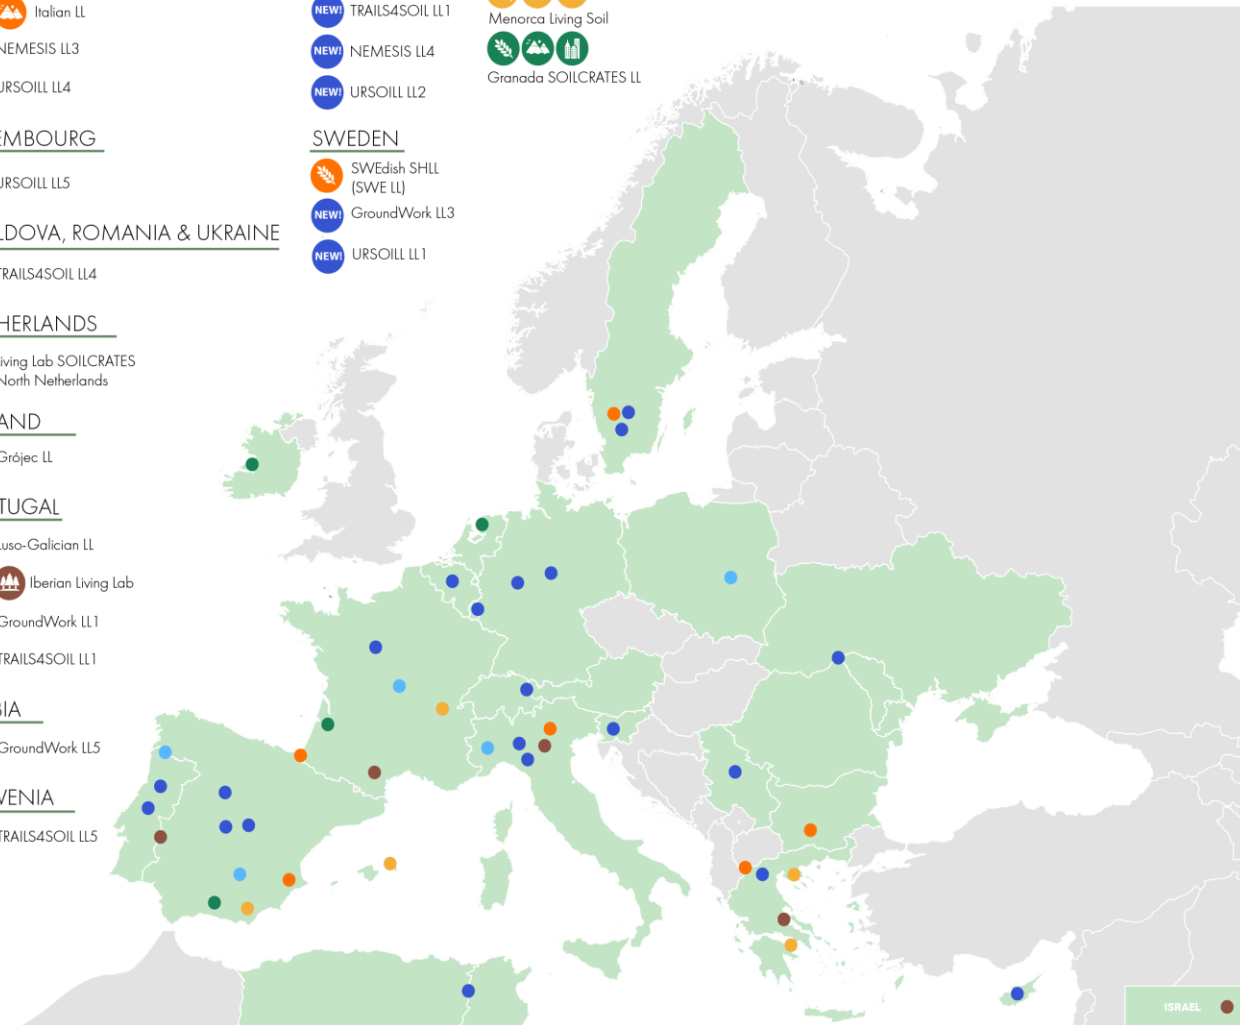 Italian LL
NEMESIS LL3
URSOILL LL4
EMBOURG
URSOILL LL5
LDOVA, ROMANIA & UKRAINE
TRAILS4SOIL LL4
HERLANDS
iving Lab SOILCRATES
North Netherlands
AND
Grójec LL
TUGAL
Luso-Galician LL
Iberian Living Lab
GroundWork LL1
TRAILS4SOIL LL1
BIA
GroundWork LL5
VENIA
TRAILS4SOIL LL5
NEW! TRAILS4SOIL LL1
NEW! NEMESIS LL4
NEW! URSOILL LL2
SWEDEN
SWEdish SHLL
(SWE LL)
NEW! GroundWork LL3
NEW! URSOILL LL1
Menorca Living Soil
Granada SOILCRATES LL
ISRAEL